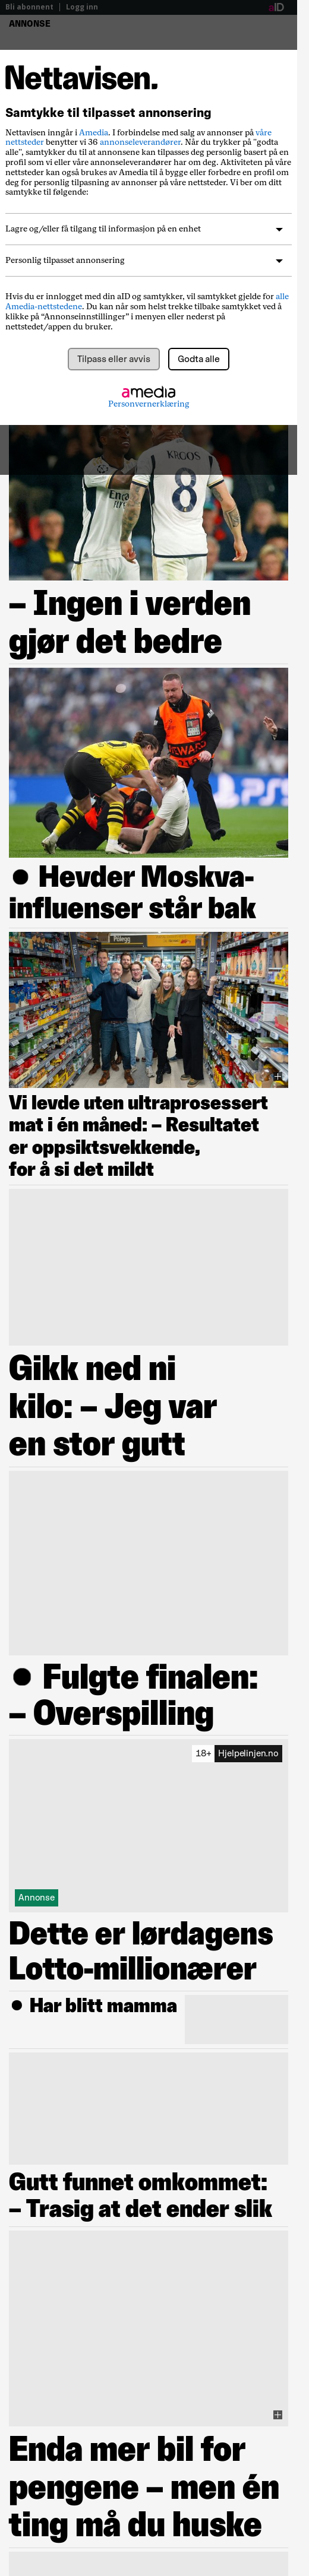 Bli abonnent | Logg inn
aID
ANNONSE
Nettavisen.
Samtykke til tilpasset annonsering
Nettavisen inngår i Amedia. I forbindelse med salg av annonser på våre
nettsteder benytter vi 36 annonseleverandører. Når du trykker på "godta
alle", samtykker du til at annonsene kan tilpasses deg personlig basert på en
profil som vi eller våre annonseleverandører har om deg. Aktiviteten på våre
nettsteder kan også brukes av Amedia til å bygge eller forbedre en profil om
deg for personlig tilpasning av annonser på våre nettsteder. Vi ber om ditt
samtykke til følgende:
Lagre og/eller få tilgang til informasjon på en enhet
Personlig tilpasset annonsering
Hvis du er innlogget med din aID og samtykker, vil samtykket gjelde for alle
Amedia-nettstedene. Du kan når som helst trekke tilbake samtykket ved å
klikke på “Annonseinnstillinger” i menyen eller nederst på
nettstedet/appen du bruker.
Tilpass eller avvis
Godta alle
amedia
Personvernerklæring
KROOS
8
– Ingen i verden
gjør det bedre
● Hevder Moskva-
influenser står bak
Pålegg
Vi levde uten ultraprosessert
mat i én måned: – Resultatet
er oppsiktsvekkende,
for å si det mildt
Gikk ned ni
kilo: – Jeg var
en stor gutt
● Fulgte finalen:
– Overspilling
18+ Hjelpelinjen.no
Annonse
Dette er lørdagens
Lotto-millionærer
● Har blitt mamma
Gutt funnet omkommet:
– Trasig at det ender slik
Enda mer bil for
pengene – men én
ting må du huske